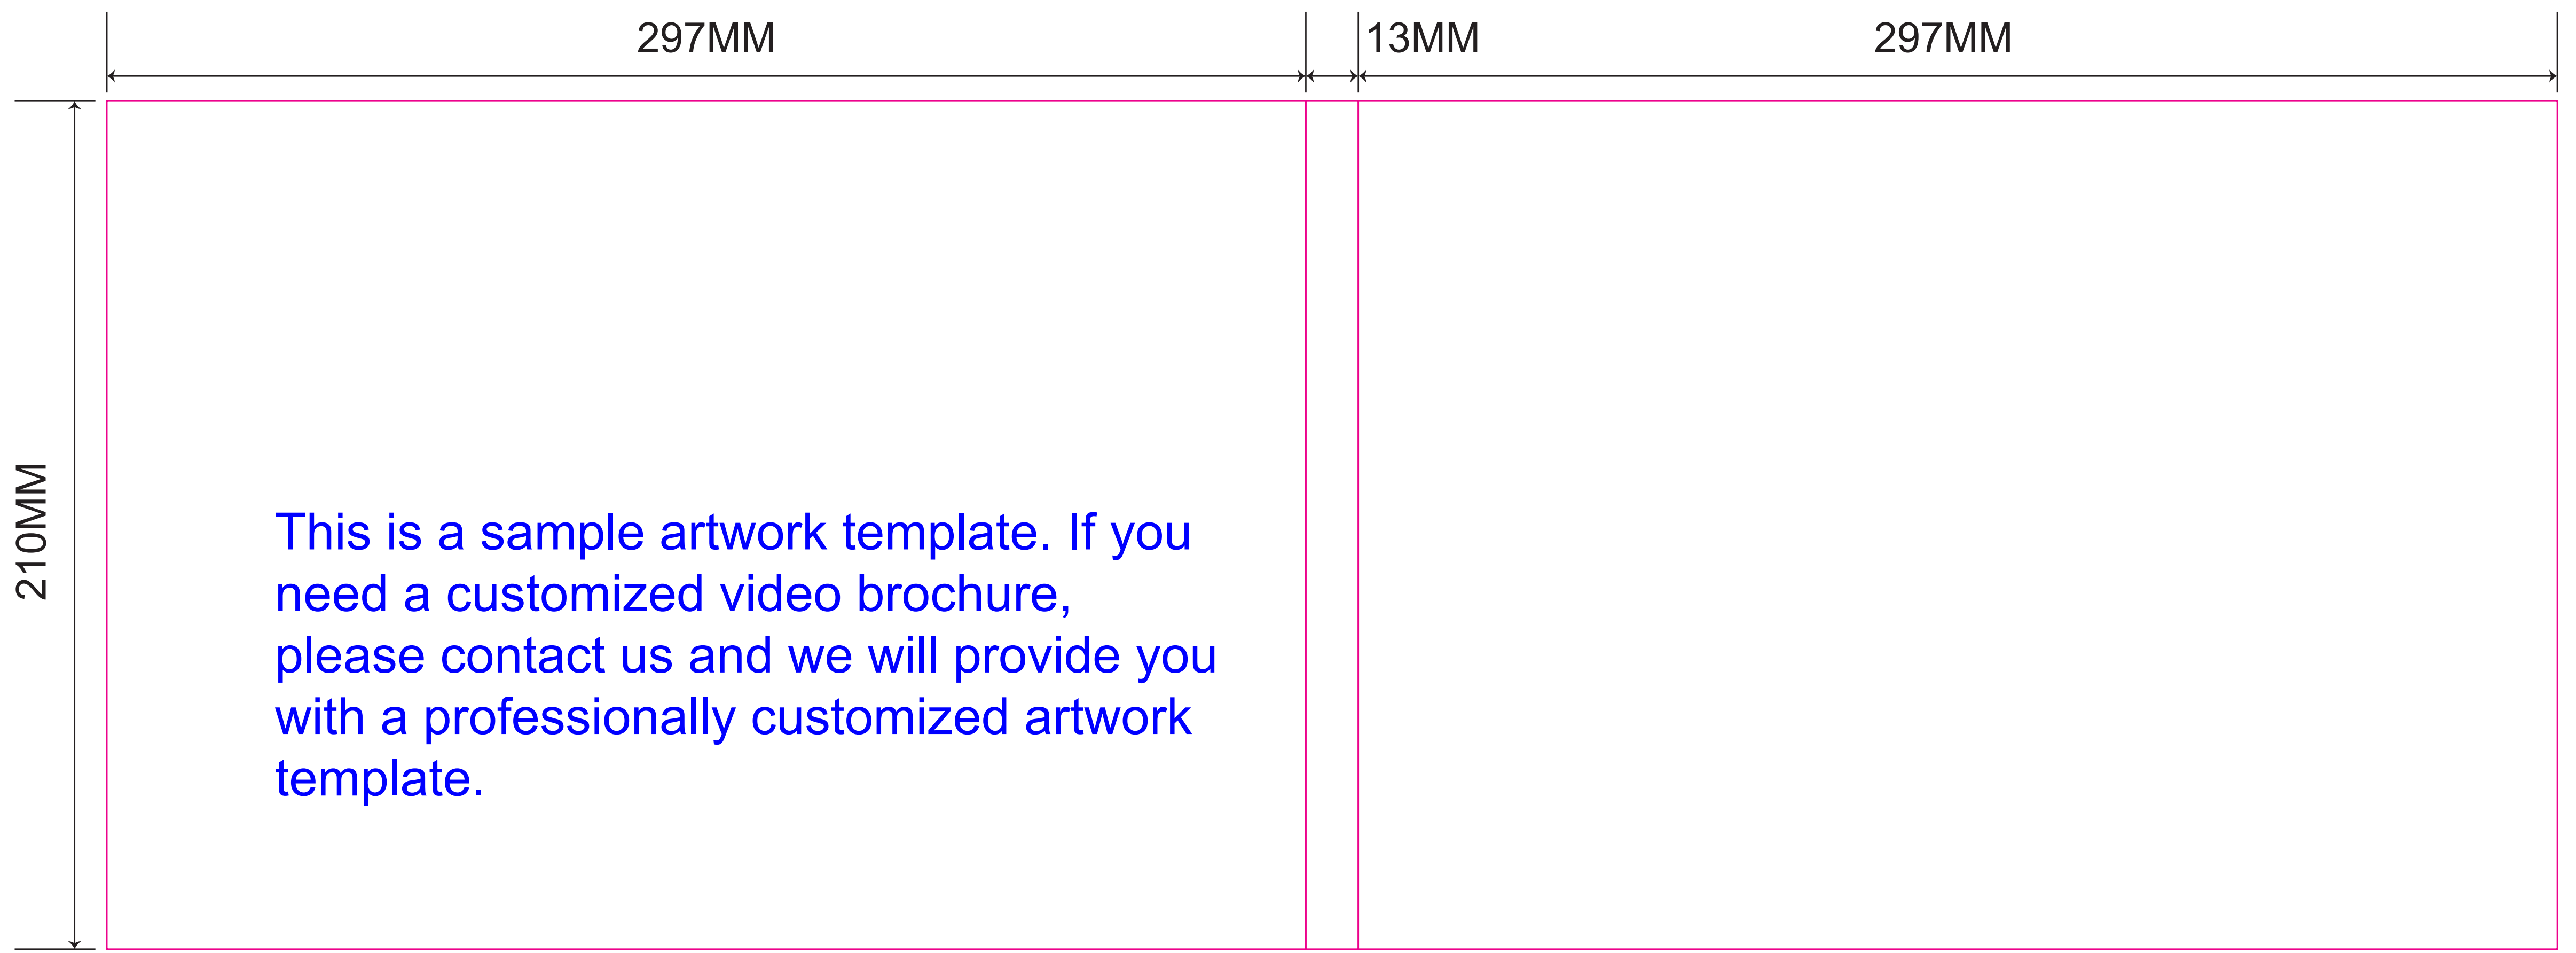 297MM
13MM
297MM
210MM
This is a sample artwork template. If you
need a customized video brochure,
please contact us and we will provide you
with a professionally customized artwork
template.